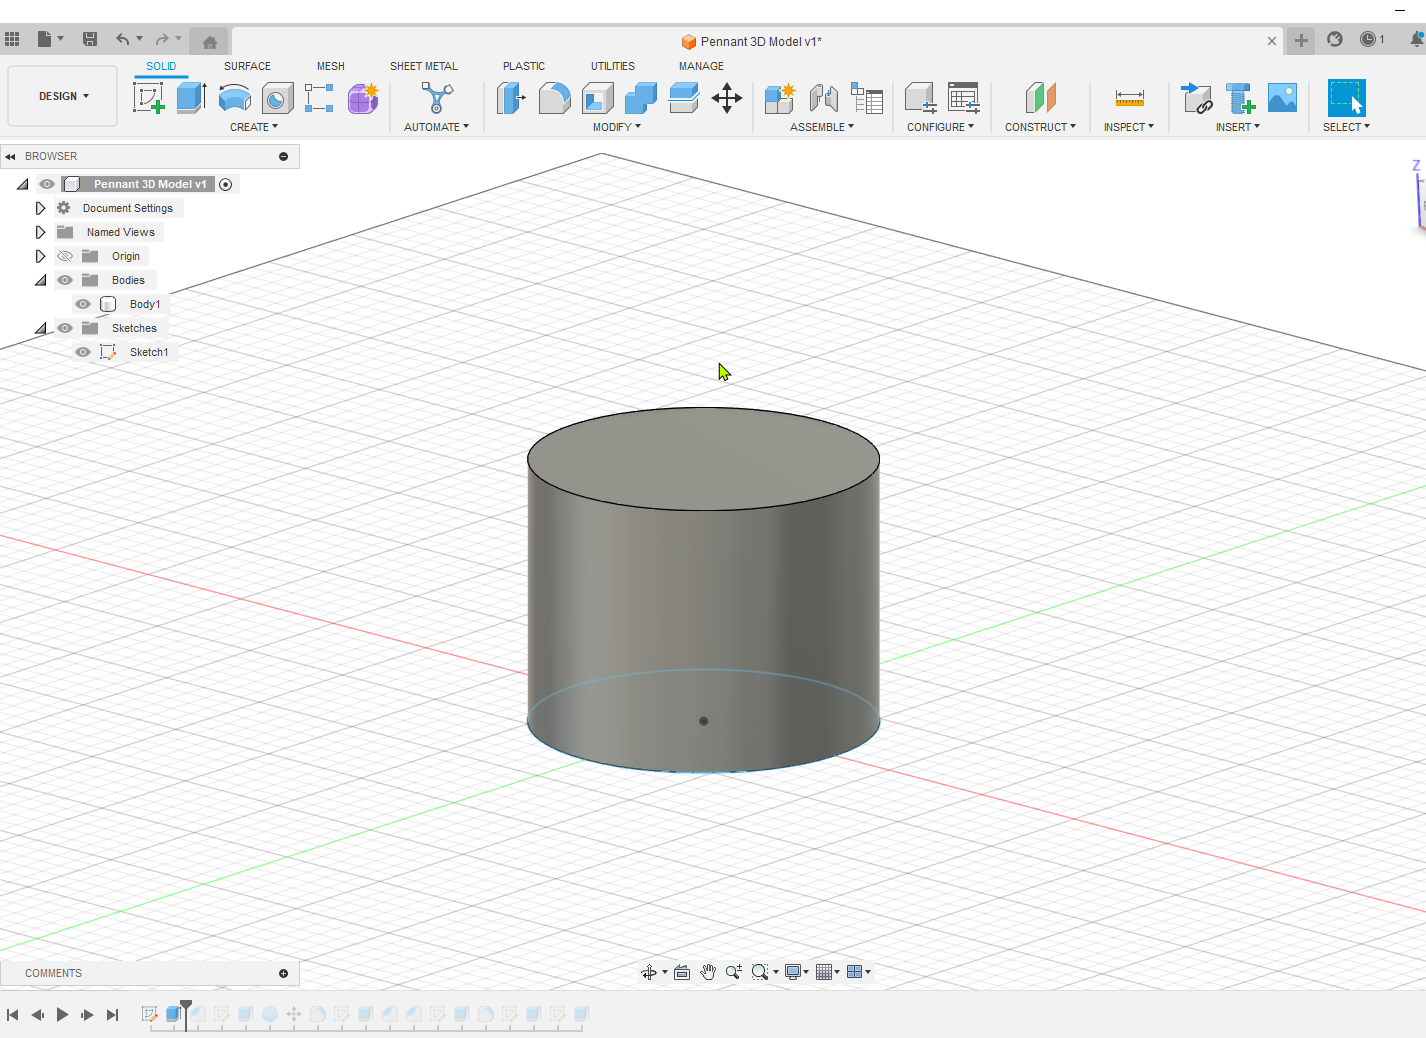 Pennant 3D Model v1*
1
DESIGN
SOLID SURFACE MESH SHEET METAL PLASTIC UTILITIES MANAGE
CREATE AUTOMATE MODIFY ASSEMBLE CONFIGURE CONSTRUCT INSPECT INSERT SELECT
BROWSER
Pennant 3D Model v1
Document Settings
Named Views
Origin
Bodies
Body1
Sketches
Sketch1
Z
COMMENTS